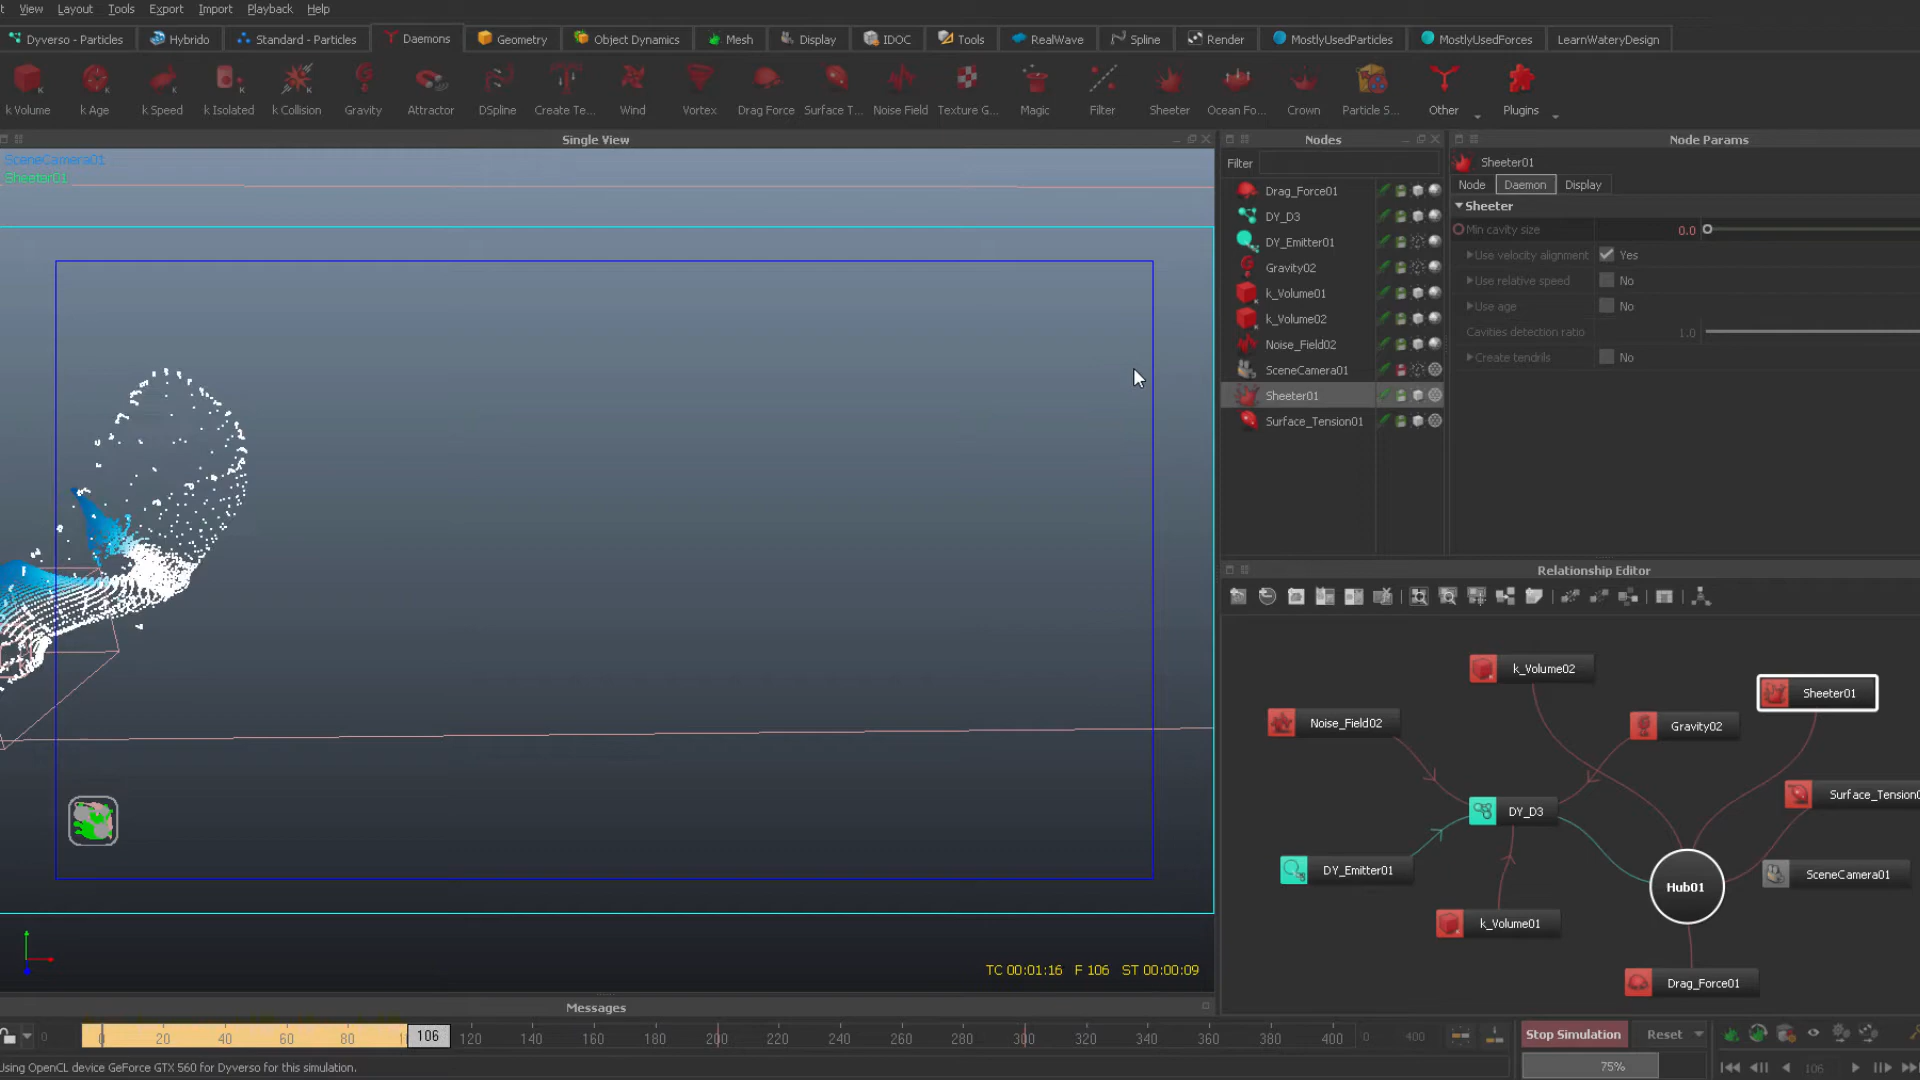 View Layout Tools Export Import Playback Help
Dyverso - Particles Hybrido Standard - Particles Daemons Geometry Object Dynamics Mesh Display IDOC Tools RealWave Spline Render MostlyUsedParticles MostlyUsedForces LearnWateryDesign
k Volume k Age k Speed k Isolated k Collision Gravity Attractor DSpline Create Te... Wind Vortex Drag Force Surface T... Noise Field Texture G... Magic Filter Sheeter Ocean Fo... Crown Particle S... Other Plugins
Single View
Nodes
Node Params
SceneCamera01
Sheeter01
Filter
Drag_Force01
DY_D3
DY_Emitter01
Gravity02
k_Volume01
k_Volume02
Noise_Field02
SceneCamera01
Sheeter01
Surface_Tension01
Sheeter01
Node Daemon Display
Sheeter
Min cavity size 0.0
Use velocity alignment Yes
Use relative speed No
Use age No
Cavities detection ratio 1.0
Create tendrils No
Relationship Editor
k_Volume02
Sheeter01
Noise_Field02
Gravity02
Surface_Tension0
DY_D3
DY_Emitter01
SceneCamera01
Hub01
k_Volume01
Drag_Force01
TC 00:01:16 F 106 ST 00:00:09
Messages
0 0 20 40 60 80 106 120 140 160 180 200 220 240 260 280 300 320 340 360 380 400 0 400
Stop Simulation Reset
Using OpenCL device GeForce GTX 560 for Dyverso for this simulation.
75%
106